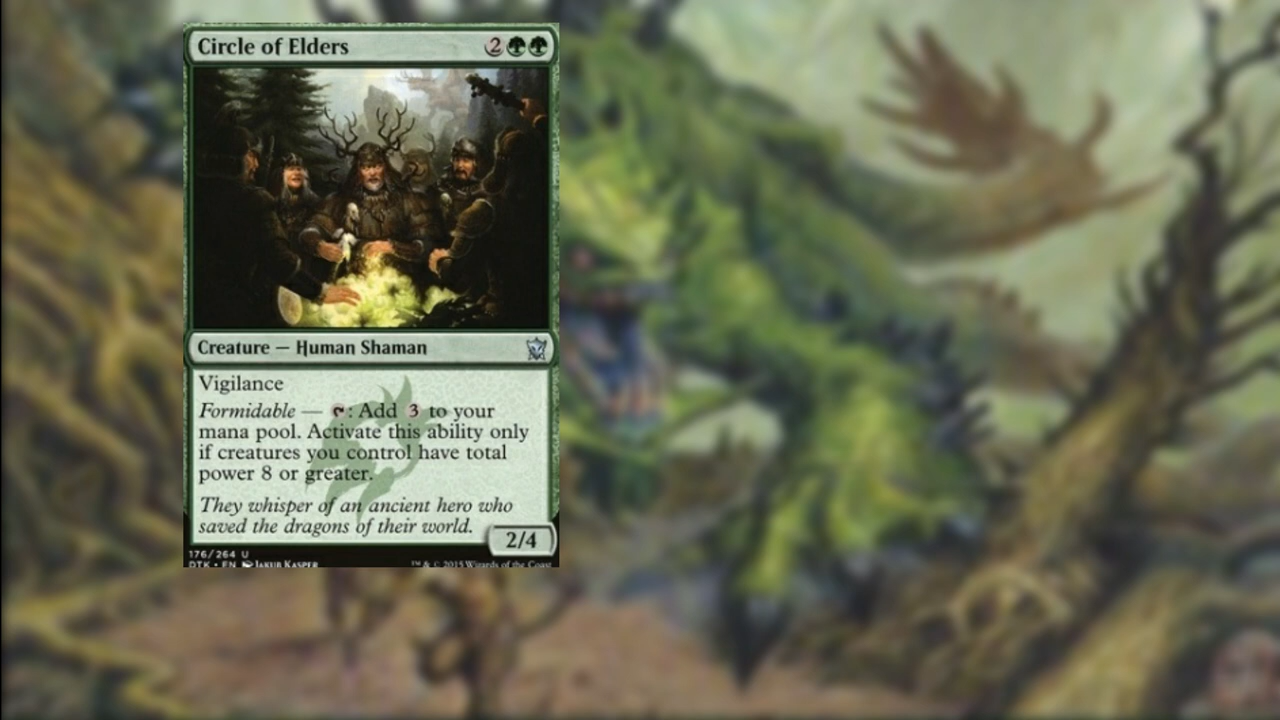 Circle of Elders 2
Creature — Human Shaman
Vigilance
Formidable — : Add 3 to your
mana pool. Activate this ability only
if creatures you control have total
power 8 or greater.
They whisper of an ancient hero who
saved the dragons of their world.
2/4
176/264 U
DTK • EN Jakub Kasper ™ & © 2015 Wizards of the Coast